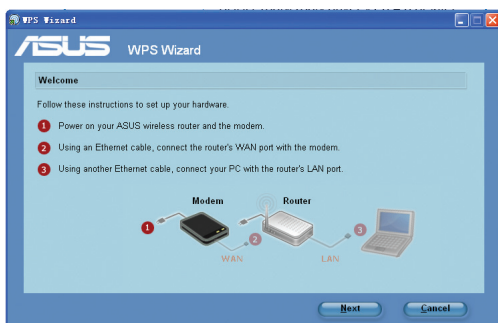 WPS Wizard
ASUS WPS Wizard
Welcome
Follow these instructions to set up your hardware.
1 Power on your ASUS wireless router and the modem.
2 Using an Ethernet cable, connect the router's WAN port with the modem.
3 Using another Ethernet cable, connect your PC with the router's LAN port.
Modem Router
1 2 3
WAN LAN
Next Cancel